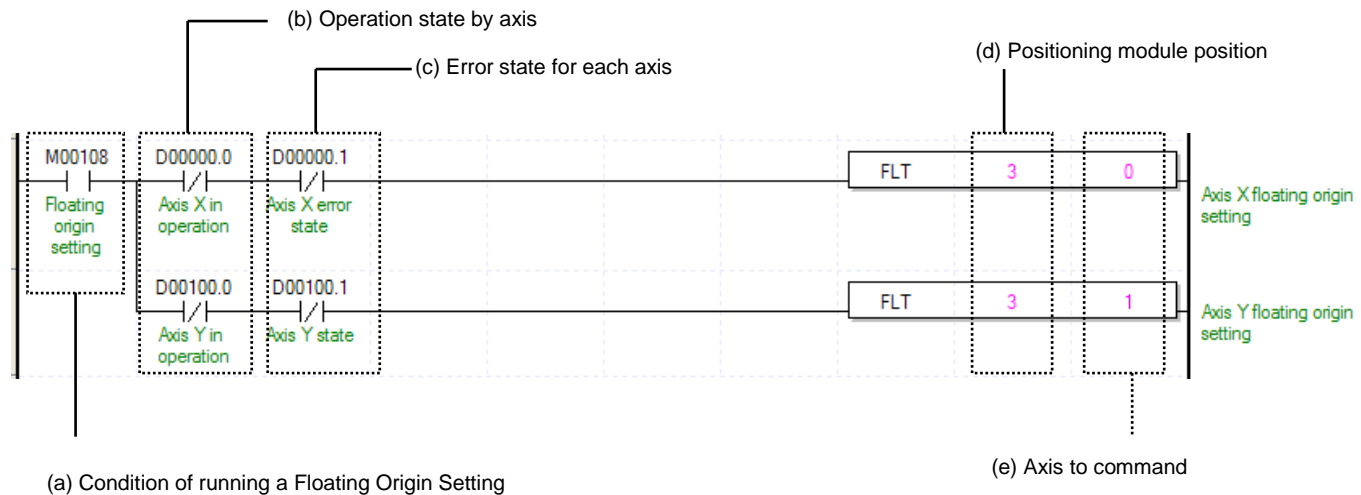 (b) Operation state by axis
(d) Positioning module position
(c) Error state for each axis
M00108 D00000.0 D00000.1
FLT 3 0
Floating origin setting
Axis X in operation
Axis X error state
Axis X floating origin setting
D00100.0 D00100.1
FLT 3 1
Axis Y in operation
Axis Y state
Axis Y floating origin setting
(e) Axis to command
(a) Condition of running a Floating Origin Setting